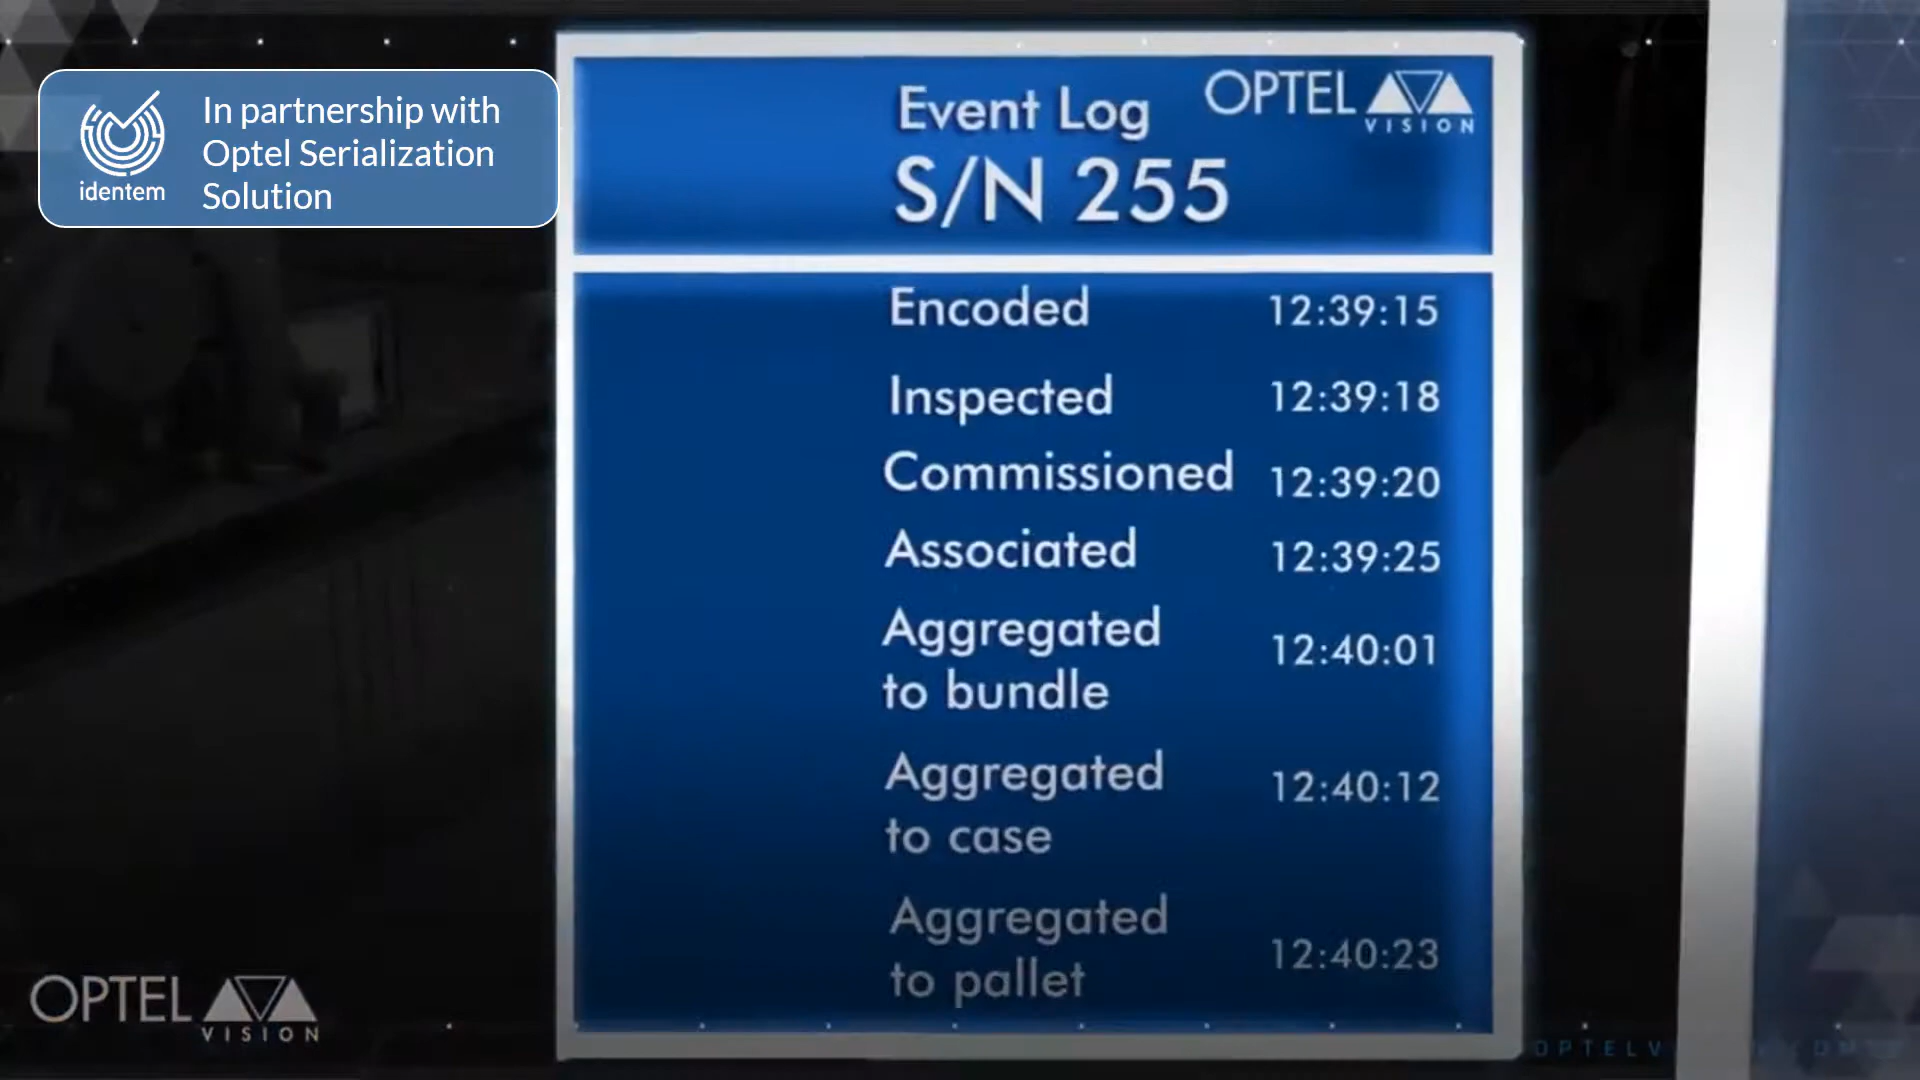 identem
In partnership with
Optel Serialization
Solution
OPTEL
VISION
Event Log
S/N 255
Encoded 12:39:15
Inspected 12:39:18
Commissioned 12:39:20
Associated 12:39:25
Aggregated
to bundle 12:40:01
Aggregated
to case 12:40:12
Aggregated
to pallet 12:40:23
OPTEL
VISION